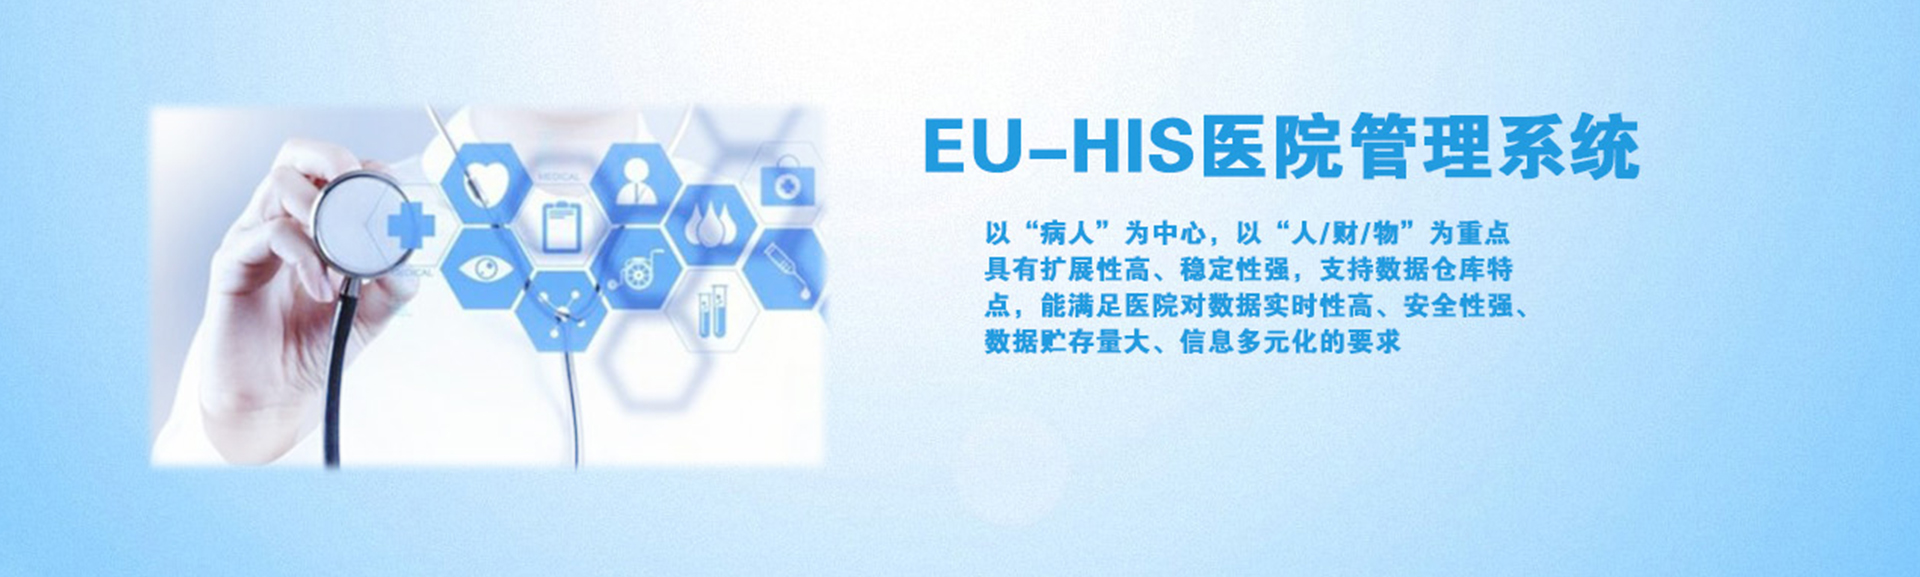 EU-HIS医院管理系统
以“病人”为中心，以“人/财/物”为重点
具有扩展性高、稳定性强，支持数据仓库特
点，能满足医院对数据实时性高、安全性强、
数据贮存量大、信息多元化的要求
MEDICAL
MEDICAL